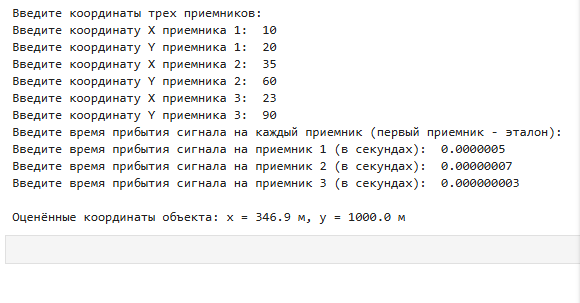 Введите координаты трех приемников:
Введите координату X приемника 1: 10
Введите координату Y приемника 1: 20
Введите координату X приемника 2: 35
Введите координату Y приемника 2: 60
Введите координату X приемника 3: 23
Введите координату Y приемника 3: 90
Введите время прибытия сигнала на каждый приемник (первый приемник - эталон):
Введите время прибытия сигнала на приемник 1 (в секундах): 0.0000005
Введите время прибытия сигнала на приемник 2 (в секундах): 0.00000007
Введите время прибытия сигнала на приемник 3 (в секундах): 0.000000003
Оценённые координаты объекта: x = 346.9 м, y = 1000.0 м